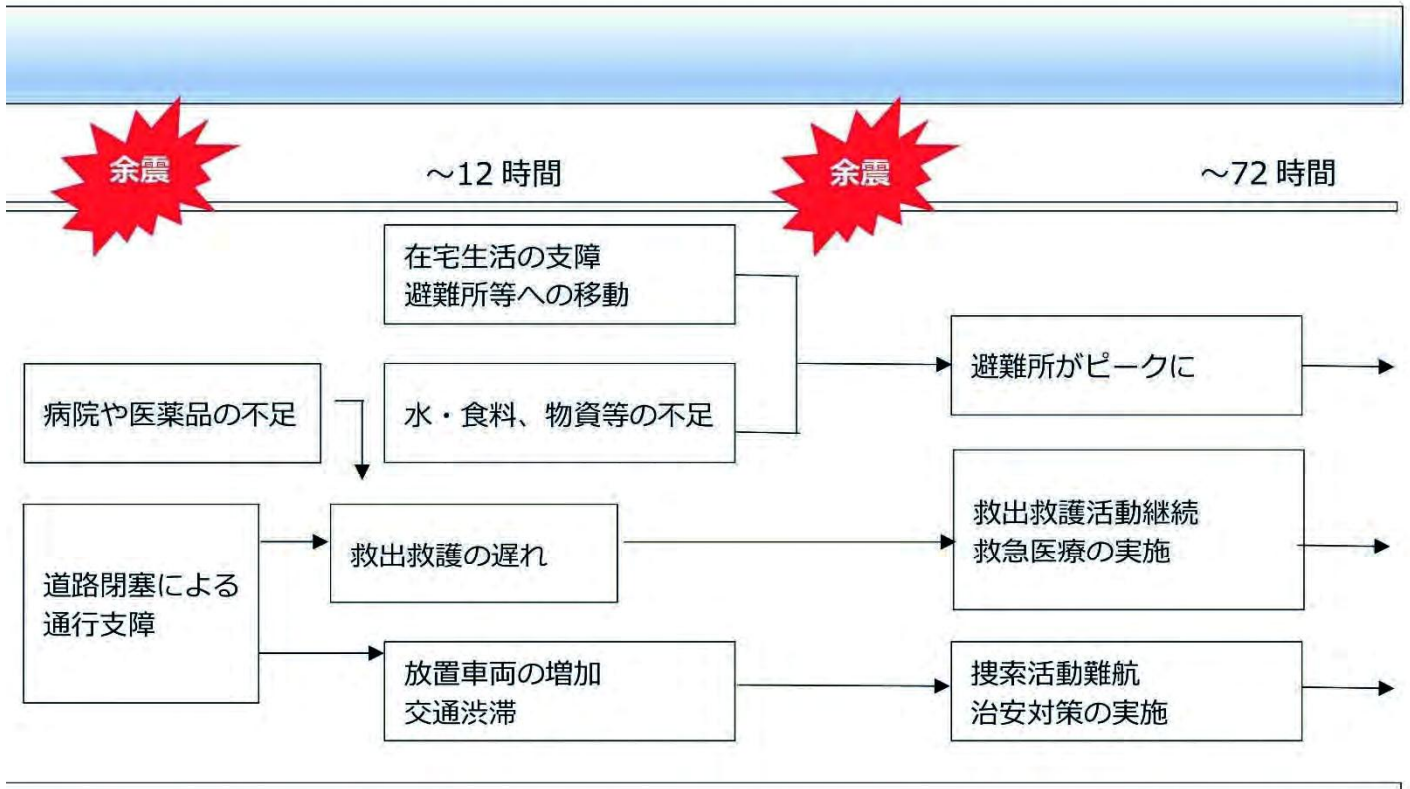 余震
～12 時間
余震
～72 時間
在宅生活の支障
避難所等への移動
避難所がピークに
病院や医薬品の不足
水・食料、物資等の不足
救出救護活動継続
救急医療の実施
道路閉塞による
通行支障
救出救護の遅れ
放置車両の増加
交通渋滞
捜索活動難航
治安対策の実施